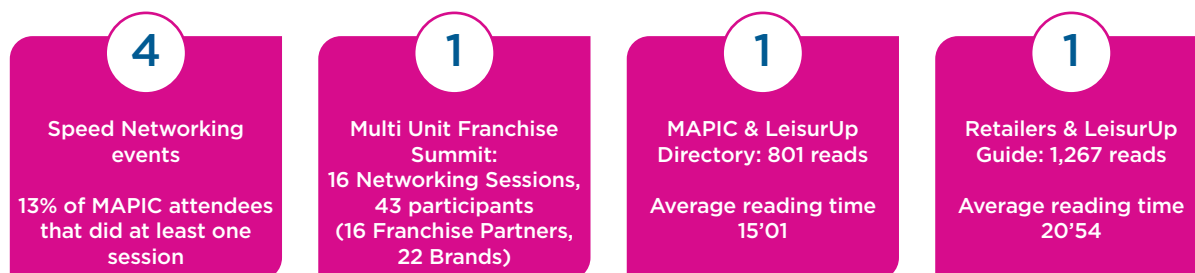 4
Speed Networking
events
13% of MAPIC attendees
that did at least one
session
1
Multi Unit Franchise
Summit:
16 Networking Sessions,
43 participants
(16 Franchise Partners,
22 Brands)
1
MAPIC & LeisurUp
Directory: 801 reads
Average reading time
15’01
1
Retailers & LeisurUp
Guide: 1,267 reads
Average reading time
20’54